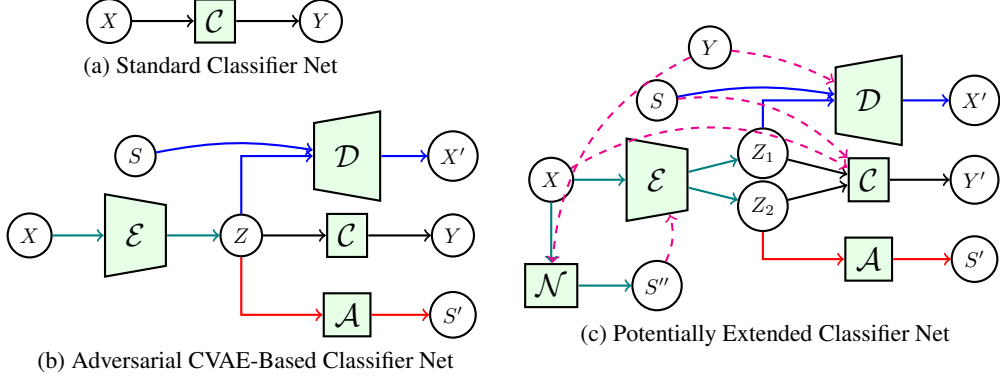 X C Y
(a) Standard Classifier Net
S D X′
X E Z C Y
A S′
(b) Adversarial CVAE-Based Classifier Net
Y
S D X′
X E Z₁ C Y′
Z₂
N S′′ A S′
(c) Potentially Extended Classifier Net